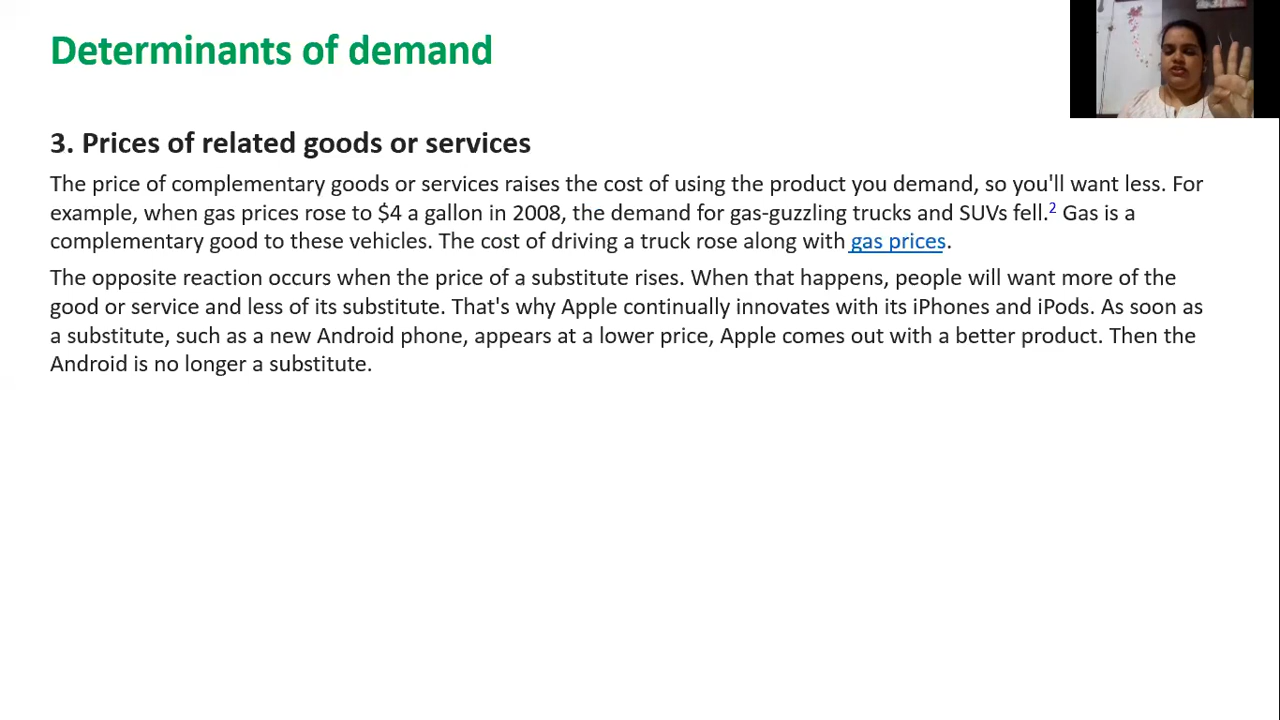 Determinants of demand
3. Prices of related goods or services
The price of complementary goods or services raises the cost of using the product you demand, so you'll want less. For
example, when gas prices rose to $4 a gallon in 2008, the demand for gas-guzzling trucks and SUVs fell.2 Gas is a
complementary good to these vehicles. The cost of driving a truck rose along with gas prices.
The opposite reaction occurs when the price of a substitute rises. When that happens, people will want more of the
good or service and less of its substitute. That's why Apple continually innovates with its iPhones and iPods. As soon as
a substitute, such as a new Android phone, appears at a lower price, Apple comes out with a better product. Then the
Android is no longer a substitute.